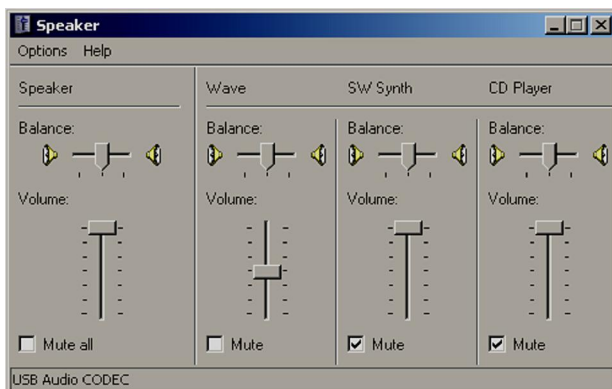 Speaker
Options Help
Speaker Wave SW Synth CD Player
Balance: Balance: Balance: Balance:
Volume: Volume: Volume: Volume:
Mute all Mute Mute Mute
USB Audio CODEC